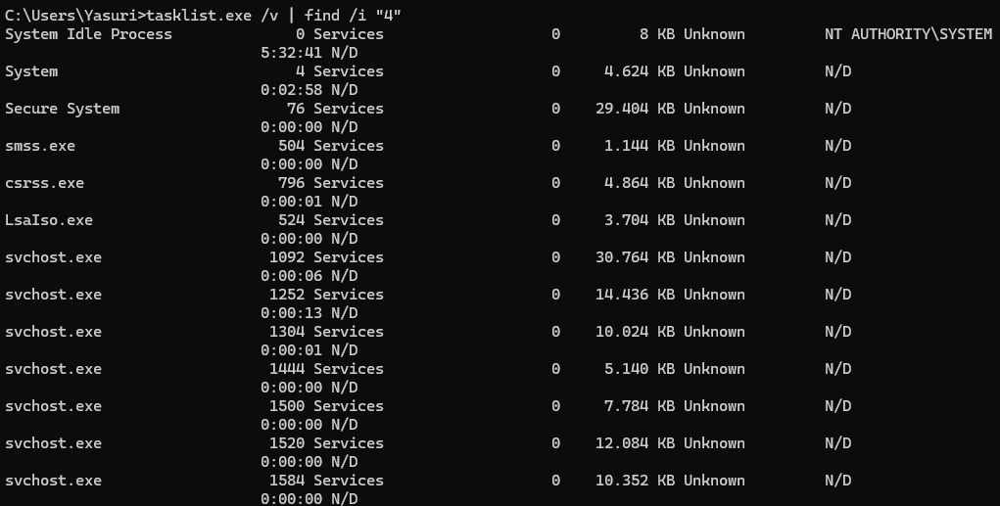 C:\Users\Yasuri>tasklist.exe /v | find /i "4"
System Idle Process              0 Services                   0          8 KB Unknown         NT AUTHORITY\SYSTEM
                             5:32:41 N/D
System                           4 Services                   0      4.624 KB Unknown         N/D
                             0:02:58 N/D
Secure System                   76 Services                   0     29.404 KB Unknown         N/D
                             0:00:00 N/D
smss.exe                       504 Services                   0      1.144 KB Unknown         N/D
                             0:00:00 N/D
csrss.exe                      796 Services                   0      4.864 KB Unknown         N/D
                             0:00:01 N/D
LsaIso.exe                     524 Services                   0      3.704 KB Unknown         N/D
                             0:00:00 N/D
svchost.exe                   1092 Services                   0     30.764 KB Unknown         N/D
                             0:00:06 N/D
svchost.exe                   1252 Services                   0     14.436 KB Unknown         N/D
                             0:00:13 N/D
svchost.exe                   1304 Services                   0     10.024 KB Unknown         N/D
                             0:00:01 N/D
svchost.exe                   1444 Services                   0      5.140 KB Unknown         N/D
                             0:00:00 N/D
svchost.exe                   1500 Services                   0      7.784 KB Unknown         N/D
                             0:00:00 N/D
svchost.exe                   1520 Services                   0     12.084 KB Unknown         N/D
                             0:00:00 N/D
svchost.exe                   1584 Services                   0     10.352 KB Unknown         N/D
                             0:00:00 N/D